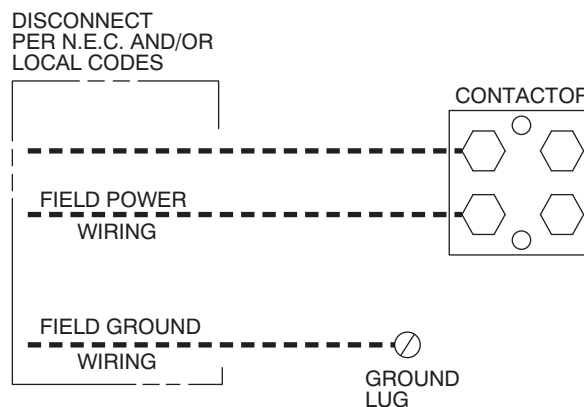 DISCONNECT
PER N.E.C. AND/OR
LOCAL CODES
CONTACTOR
FIELD POWER
WIRING
FIELD GROUND
WIRING
GROUND
LUG